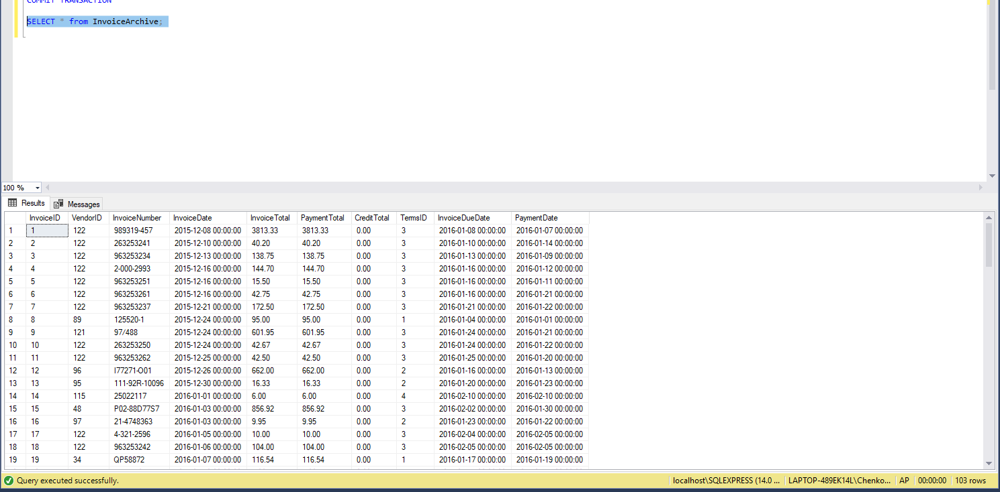 COMMIT TRANSACTION
SELECT * from InvoiceArchive;
100 %
Results Messages
InvoiceID VendorID InvoiceNumber InvoiceDate InvoiceTotal PaymentTotal CreditTotal TermsID InvoiceDueDate PaymentDate
1 1 122 989319-457 2015-12-08 00:00:00 3813.33 3813.33 0.00 3 2016-01-08 00:00:00 2016-01-07 00:00:00
2 2 122 263253241 2015-12-10 00:00:00 40.20 40.20 0.00 3 2016-01-10 00:00:00 2016-01-14 00:00:00
3 3 122 963253234 2015-12-13 00:00:00 138.75 138.75 0.00 3 2016-01-13 00:00:00 2016-01-09 00:00:00
4 4 122 2-000-2993 2015-12-16 00:00:00 144.70 144.70 0.00 3 2016-01-16 00:00:00 2016-01-12 00:00:00
5 5 122 963253251 2015-12-16 00:00:00 15.50 15.50 0.00 3 2016-01-16 00:00:00 2016-01-11 00:00:00
6 6 122 963253261 2015-12-16 00:00:00 42.75 42.75 0.00 3 2016-01-16 00:00:00 2016-01-21 00:00:00
7 7 122 963253237 2015-12-21 00:00:00 172.50 172.50 0.00 3 2016-01-21 00:00:00 2016-01-22 00:00:00
8 8 89 125520-1 2015-12-24 00:00:00 95.00 95.00 0.00 1 2016-01-04 00:00:00 2016-01-01 00:00:00
9 9 121 97/488 2015-12-24 00:00:00 601.95 601.95 0.00 3 2016-01-24 00:00:00 2016-01-21 00:00:00
10 10 122 263253250 2015-12-24 00:00:00 42.67 42.67 0.00 3 2016-01-24 00:00:00 2016-01-22 00:00:00
11 11 122 963253262 2015-12-25 00:00:00 42.50 42.50 0.00 3 2016-01-25 00:00:00 2016-01-20 00:00:00
12 12 96 I77271-O01 2015-12-26 00:00:00 662.00 662.00 0.00 2 2016-01-16 00:00:00 2016-01-13 00:00:00
13 13 95 111-92R-10096 2015-12-30 00:00:00 16.33 16.33 0.00 2 2016-01-20 00:00:00 2016-01-23 00:00:00
14 14 115 25022117 2016-01-01 00:00:00 6.00 6.00 0.00 4 2016-02-10 00:00:00 2016-02-10 00:00:00
15 15 48 P02-88D77S7 2016-01-03 00:00:00 856.92 856.92 0.00 3 2016-02-02 00:00:00 2016-01-30 00:00:00
16 16 97 21-4748363 2016-01-03 00:00:00 9.95 9.95 0.00 2 2016-01-23 00:00:00 2016-01-22 00:00:00
17 17 122 4-321-2596 2016-01-05 00:00:00 10.00 10.00 0.00 3 2016-02-04 00:00:00 2016-02-05 00:00:00
18 18 122 963253242 2016-01-06 00:00:00 104.00 104.00 0.00 3 2016-02-05 00:00:00 2016-02-05 00:00:00
19 19 34 QP58872 2016-01-07 00:00:00 116.54 116.54 0.00 1 2016-01-17 00:00:00 2016-01-19 00:00:00
Query executed successfully. localhost\SQLEXPRESS (14.0 ... LAPTOP-489EK14L\Chenko... AP 00:00:00 103 rows